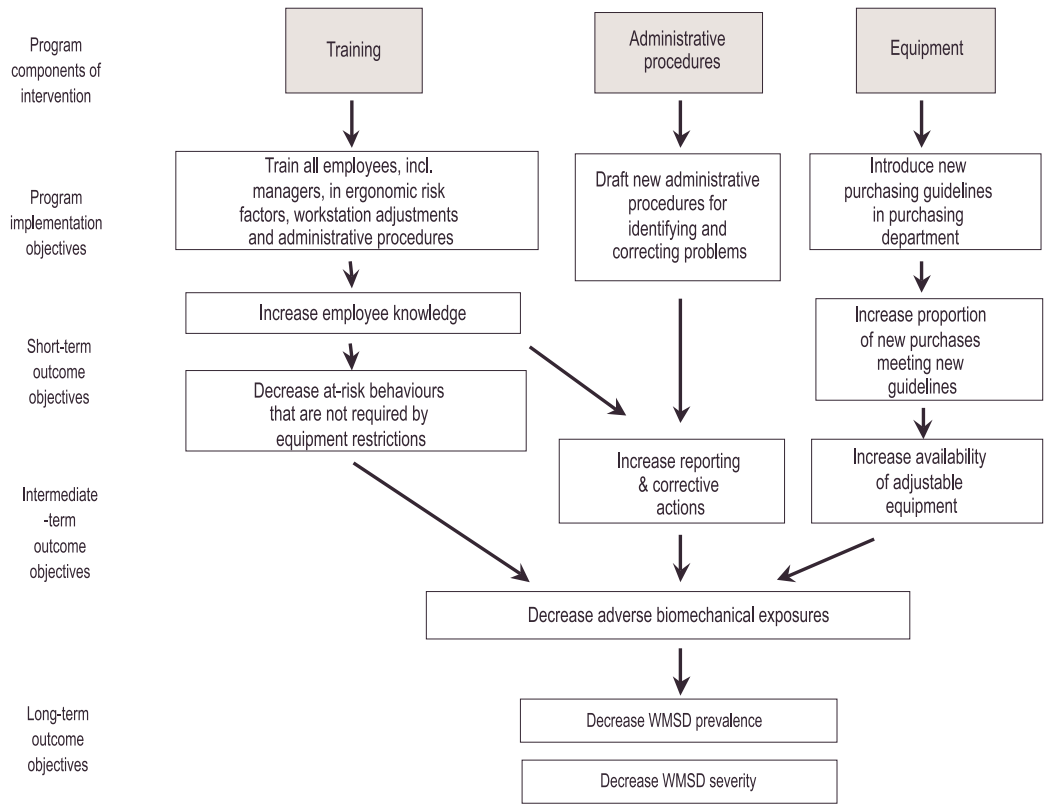 Program
components of
intervention
Training
Administrative
procedures
Equipment
Program
implementation
objectives
Train all employees, incl.
managers, in ergonomic risk
factors, workstation adjustments
and administrative procedures
Draft new administrative
procedures for
identifying and
correcting problems
Introduce new
purchasing guidelines
in purchasing
department
Increase employee knowledge
Short-term
outcome
objectives
Decrease at-risk behaviours
that are not required by
equipment restrictions
Increase proportion
of new purchases
meeting new
guidelines
Intermediate
-term
outcome
objectives
Increase reporting
& corrective
actions
Increase availability
of adjustable
equipment
Decrease adverse biomechanical exposures
Long-term
outcome
objectives
Decrease WMSD prevalence
Decrease WMSD severity